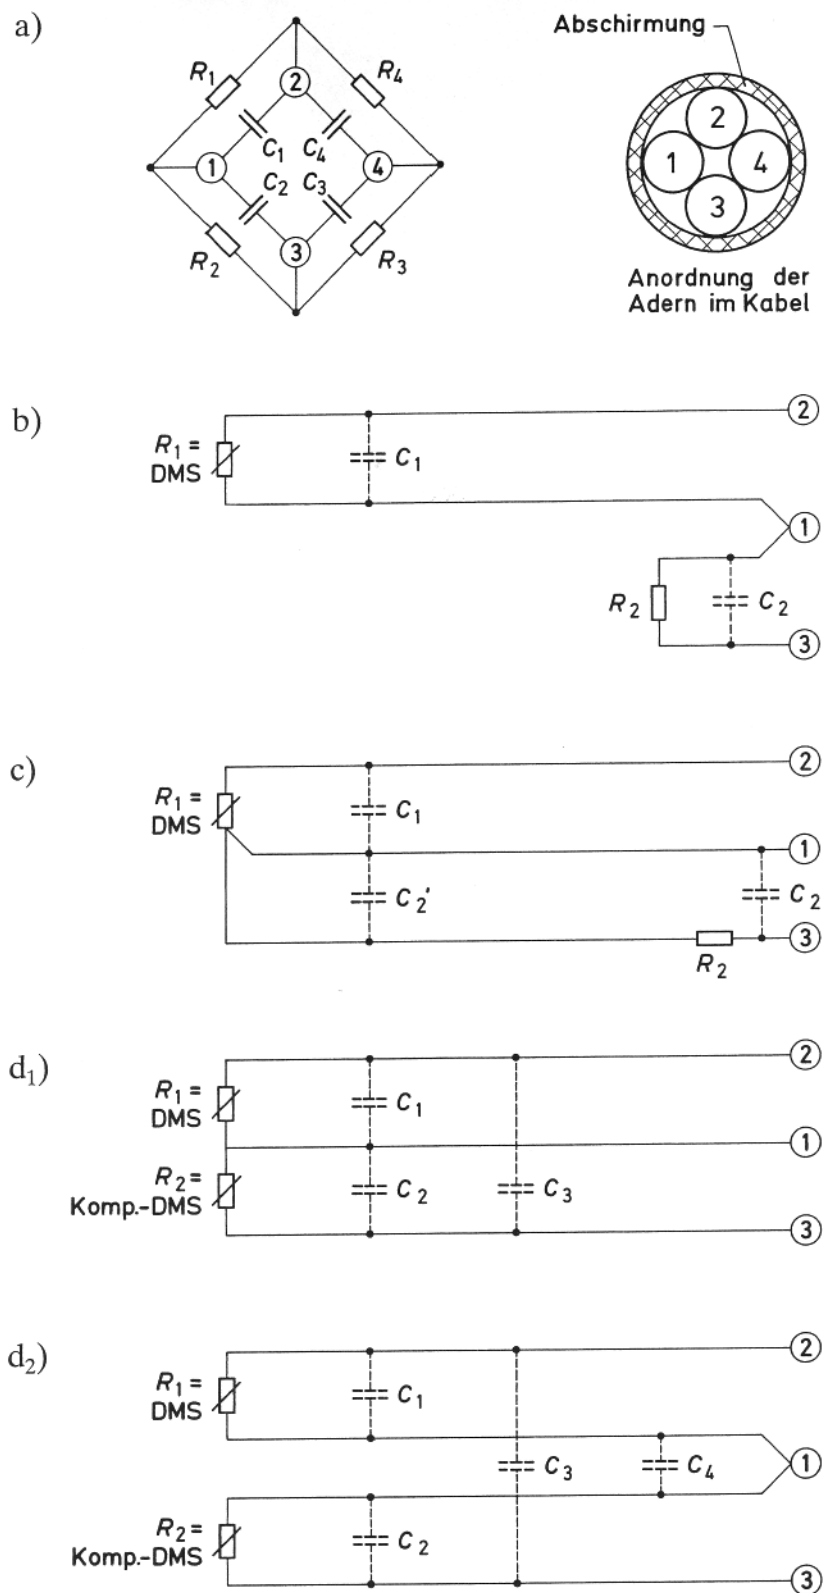 a)
R1
R4
2
C1 C4
1
4
C2 C3
3
R2
R3
Abschirmung
2
1
4
3
Anordnung der
Adern im Kabel
b)
2
R1 =
DMS
C1
1
R2
C2
3
c)
2
R1 =
DMS
C1
1
C2'
C2
3
R2
d1)
2
R1 =
DMS
C1
1
R2 =
Komp.-DMS
C2
C3
3
d2)
2
R1 =
DMS
C1
C3
C4
1
R2 =
Komp.-DMS
C2
3